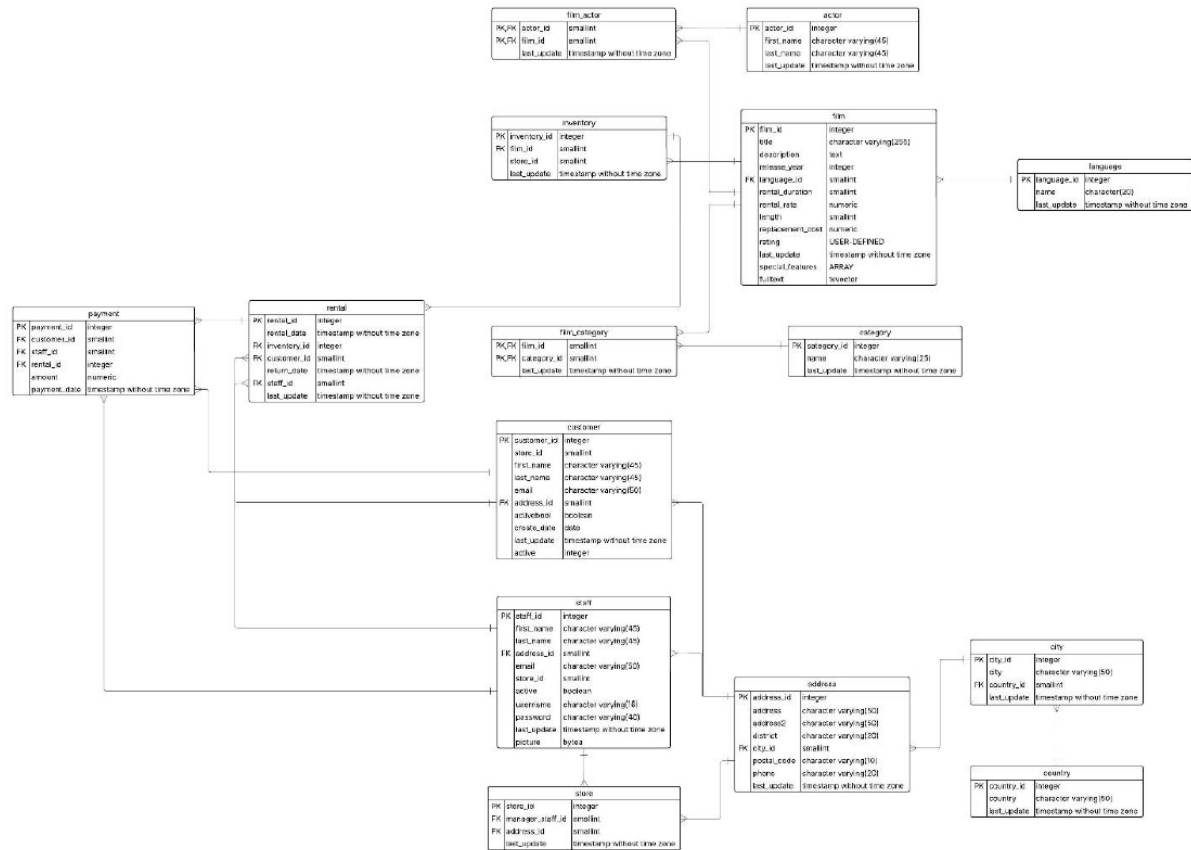 film_actor
PK,FK actor_id smallint
PK,FK film_id smallint
last_update timestamp without time zone
actor
PK actor_id integer
first_name character varying(45)
last_name character varying(45)
last_update timestamp without time zone
inventory
PK inventory_id integer
FK film_id smallint
store_id smallint
last_update timestamp without time zone
film
PK film_id integer
title character varying(255)
description text
release_year integer
FK language_id smallint
rental_duration smallint
rental_rate numeric
length smallint
replacement_cost numeric
rating USER-DEFINED
last_update timestamp without time zone
special_features ARRAY
fulltext tsvector
language
PK language_id integer
name character(20)
last_update timestamp without time zone
payment
PK payment_id integer
FK customer_id smallint
FK staff_id smallint
FK rental_id integer
amount numeric
payment_date timestamp without time zone
rental
PK rental_id integer
rental_date timestamp without time zone
FK inventory_id integer
FK customer_id smallint
return_date timestamp without time zone
FK staff_id smallint
last_update timestamp without time zone
film_category
PK,FK film_id smallint
PK,FK category_id smallint
last_update timestamp without time zone
category
PK category_id integer
name character varying(25)
last_update timestamp without time zone
customer
PK customer_id integer
store_id smallint
first_name character varying(45)
last_name character varying(45)
email character varying(50)
FK address_id smallint
activebool boolean
create_date date
last_update timestamp without time zone
active integer
staff
PK staff_id integer
first_name character varying(45)
last_name character varying(45)
FK address_id smallint
email character varying(50)
store_id smallint
active boolean
username character varying(16)
password character varying(40)
last_update timestamp without time zone
picture bytea
store
PK store_id integer
FK manager_staff_id smallint
FK address_id smallint
last_update timestamp without time zone
address
PK address_id integer
address character varying(50)
address2 character varying(50)
district character varying(20)
FK city_id smallint
postal_code character varying(10)
phone character varying(20)
last_update timestamp without time zone
city
PK city_id integer
city character varying(50)
FK country_id smallint
last_update timestamp without time zone
country
PK country_id integer
country character varying(50)
last_update timestamp without time zone